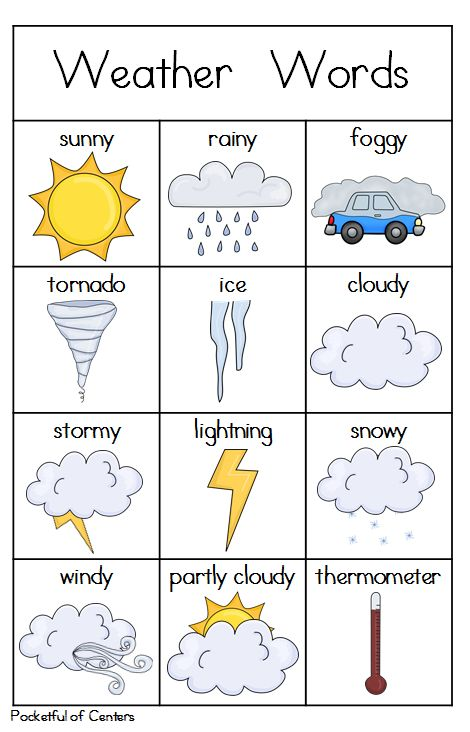 Weather Words
sunny rainy foggy
tornado ice cloudy
stormy lightning snowy
windy partly cloudy thermometer
Pocketful of Centers